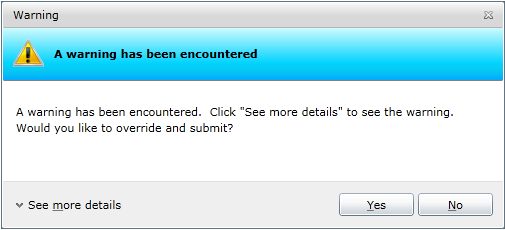 Warning
A warning has been encountered
A warning has been encountered.  Click "See more details" to see the warning.
Would you like to override and submit?
See more details
Yes
No